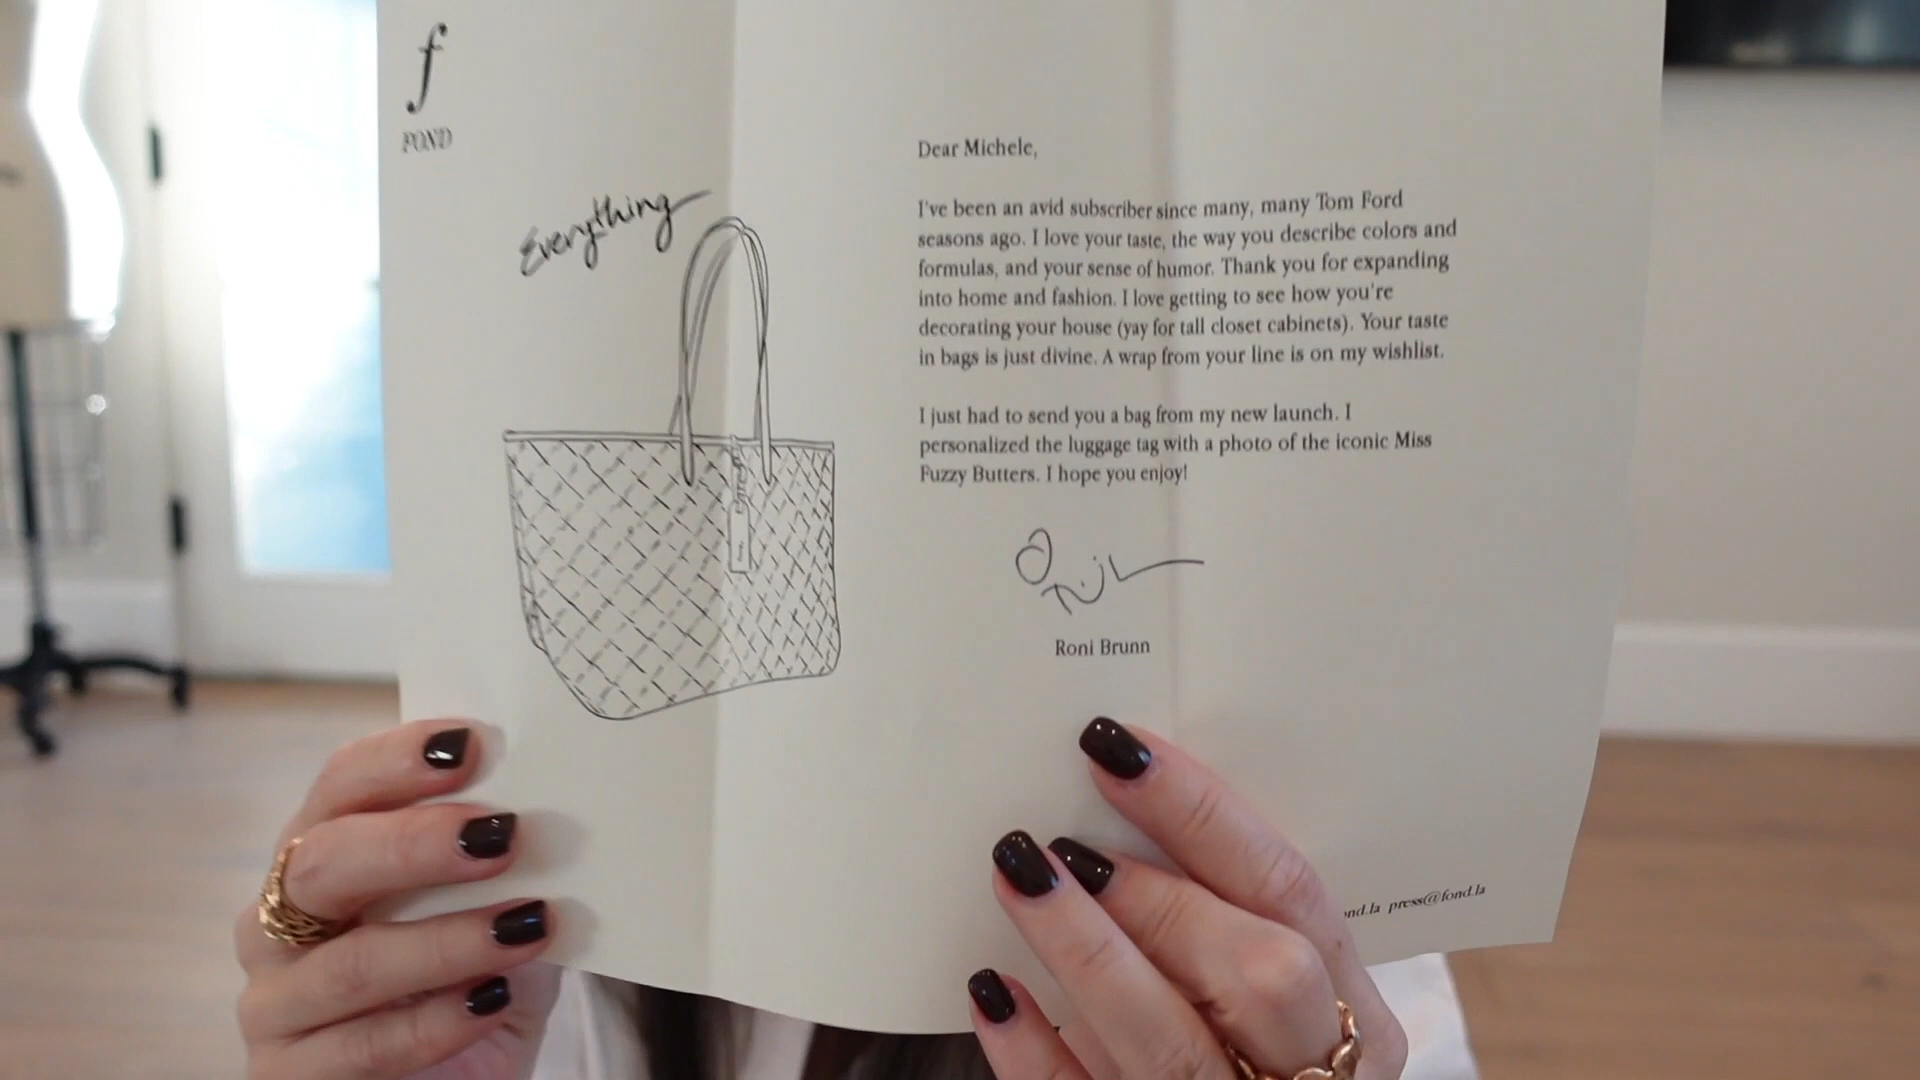 f
FOND
Everything
Dear Michele,
I've been an avid subscriber since many, many Tom Ford
seasons ago. I love your taste, the way you describe colors and
formulas, and your sense of humor. Thank you for expanding
into home and fashion. I love getting to see how you're
decorating your house (yay for tall closet cabinets). Your taste
in bags is just divine. A wrap from your line is on my wishlist.
I just had to send you a bag from my new launch. I
personalized the luggage tag with a photo of the iconic Miss
Fuzzy Butters. I hope you enjoy!
Roni Brunn
ond.la press@fond.la